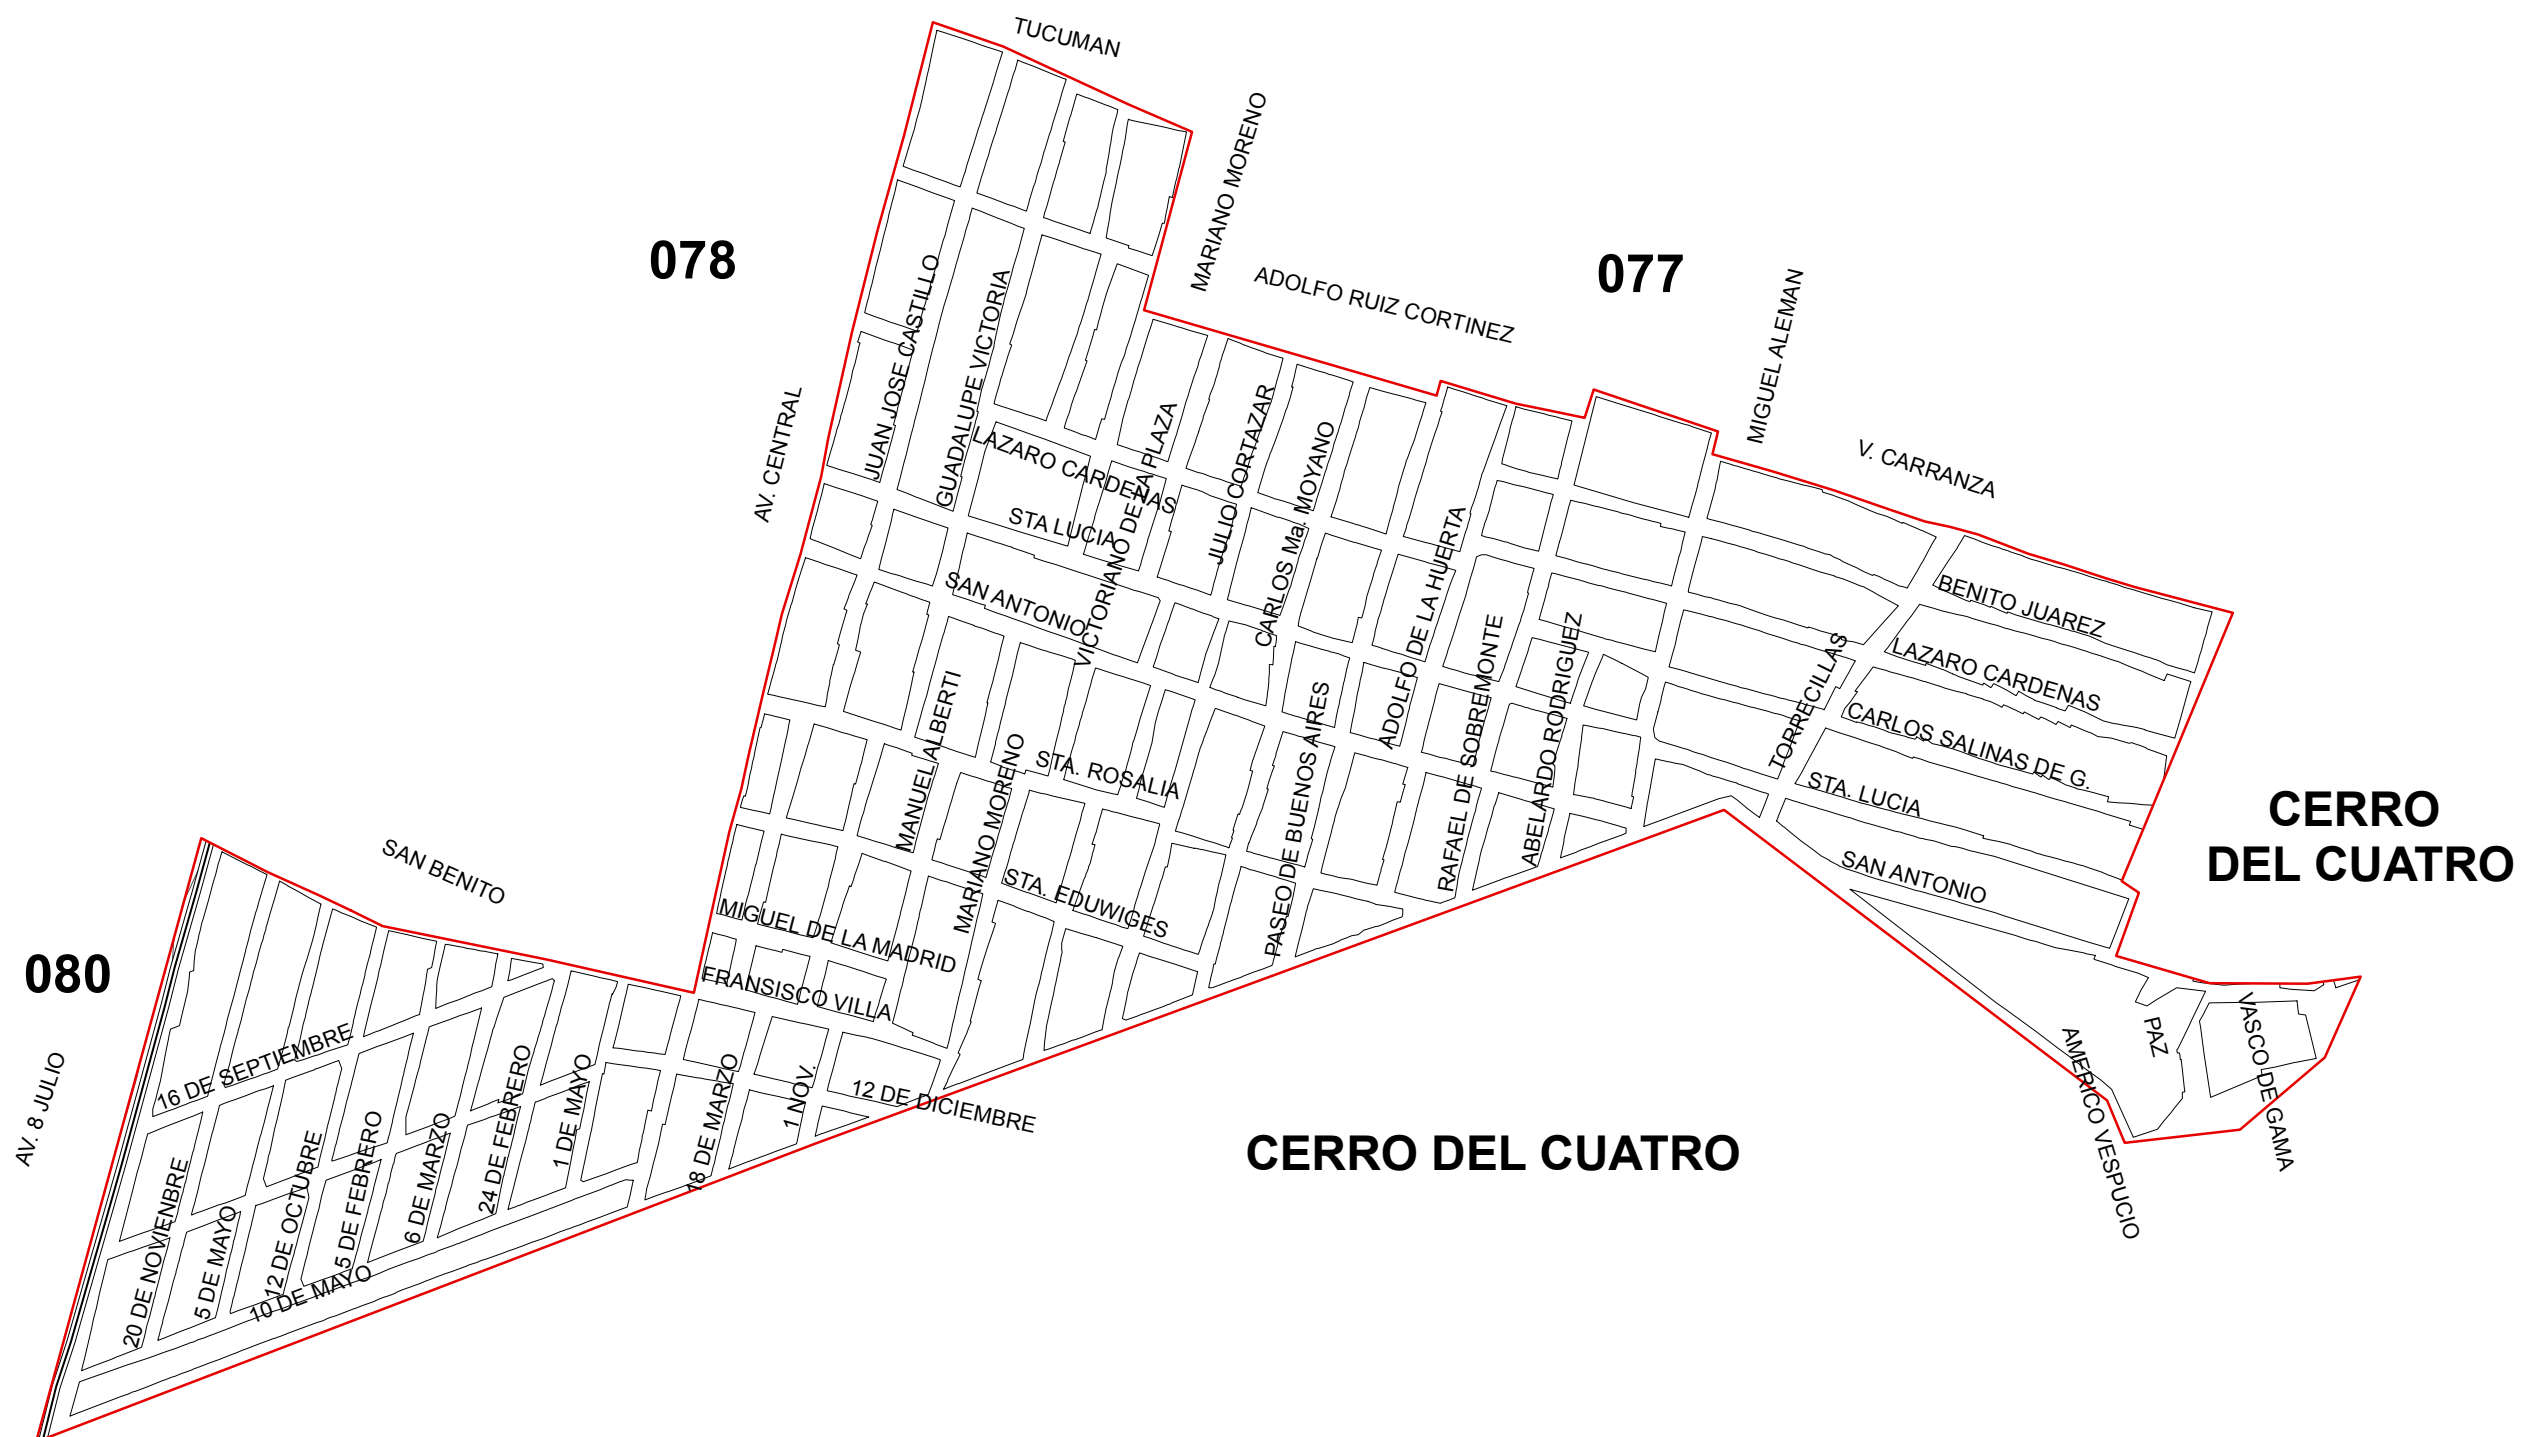 TUCUMAN
MARIANO MORENO
078
077
ADOLFO RUIZ CORTINEZ
MIGUEL ALEMAN
JUAN JOSE CASTILLO
GUADALUPE VICTORIA
AV. CENTRAL
LAZARO CARDENAS
VICTORIANO DE LA PLAZA
JULIO CORTAZAR
CARLOS Ma. MOYANO
V. CARRANZA
STA LUCIA
SAN ANTONIO
ADOLFO DE LA HUERTA
RAFAEL DE SOBREMONTE
ABELARDO RODRIGUEZ
TORRECILLAS
BENITO JUAREZ
LAZARO CARDENAS
CARLOS SALINAS DE G.
STA. LUCIA
SAN ANTONIO
MANUEL ALBERTI
MARIANO MORENO
STA. ROSALIA
PASEO DE BUENOS AIRES
STA. EDUWIGES
CERRO
DEL CUATRO
SAN BENITO
MIGUEL DE LA MADRID
FRANSISCO VILLA
080
AV. 8 JULIO
16 DE SEPTIEMBRE
20 DE NOVIENBRE
5 DE MAYO
12 DE OCTUBRE
5 DE FEBRERO
6 DE MARZO
24 DE FEBRERO
1 DE MAYO
18 DE MARZO
1 NOV.
12 DE DICIEMBRE
10 DE MAYO
CERRO DEL CUATRO
AMERICO VESPUCIO
PAZ
VASCO DE GAMA